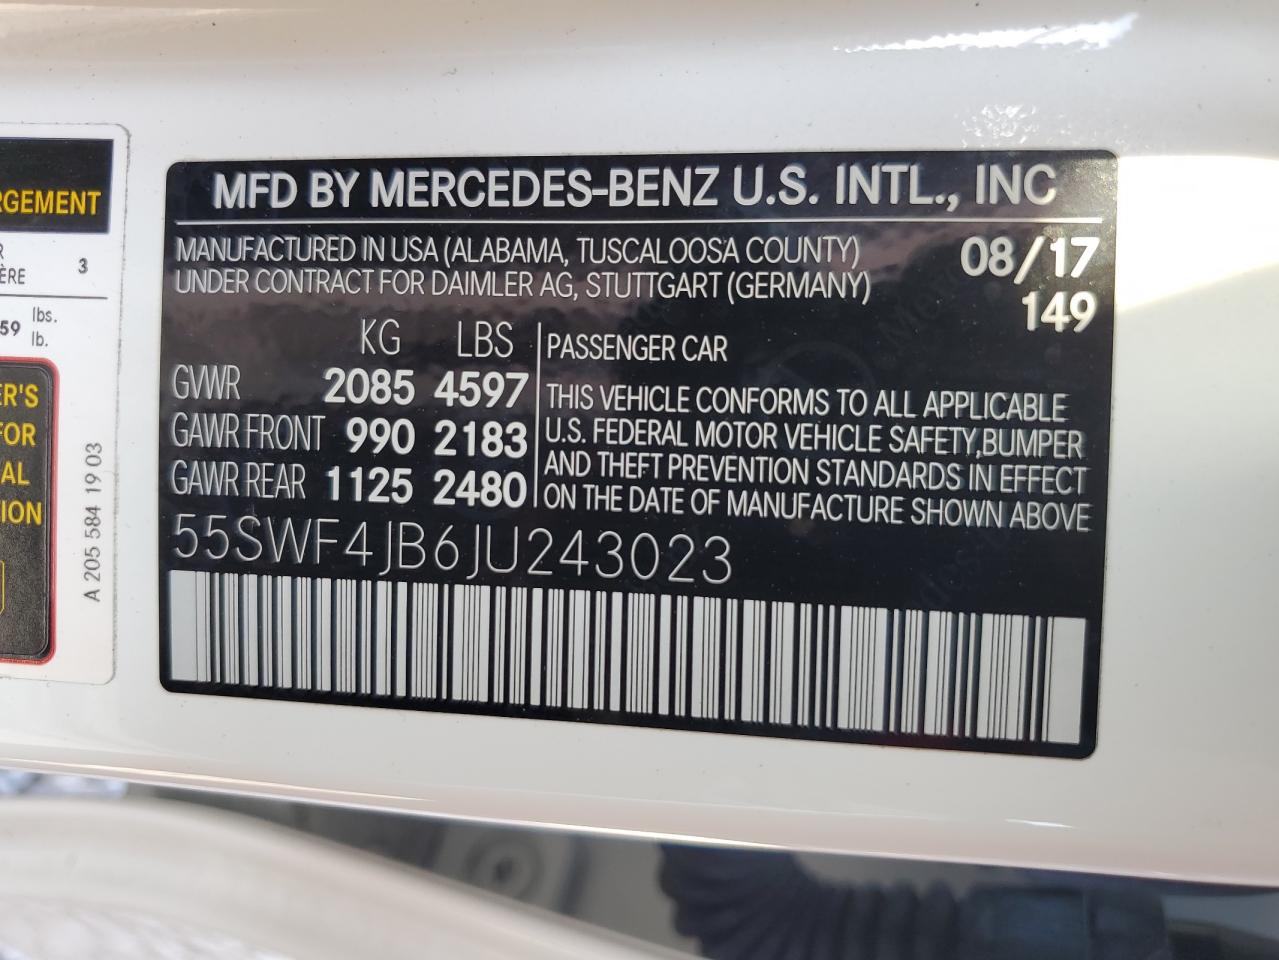 RGEMENT
R
ÈRE 3
59 lbs.
lb.
ER'S
FOR
AL
ION
A 205 584 19 03
MFD BY MERCEDES-BENZ U.S. INTL., INC
MANUFACTURED IN USA (ALABAMA, TUSCALOOSA COUNTY) 08/17
UNDER CONTRACT FOR DAIMLER AG, STUTTGART (GERMANY) 149
KG LBS
GVWR 2085 4597
GAWR FRONT 990 2183
GAWR REAR 1125 2480
PASSENGER CAR
THIS VEHICLE CONFORMS TO ALL APPLICABLE
U.S. FEDERAL MOTOR VEHICLE SAFETY,BUMPER
AND THEFT PREVENTION STANDARDS IN EFFECT
ON THE DATE OF MANUFACTURE SHOWN ABOVE
55SWF4JB6JU243023